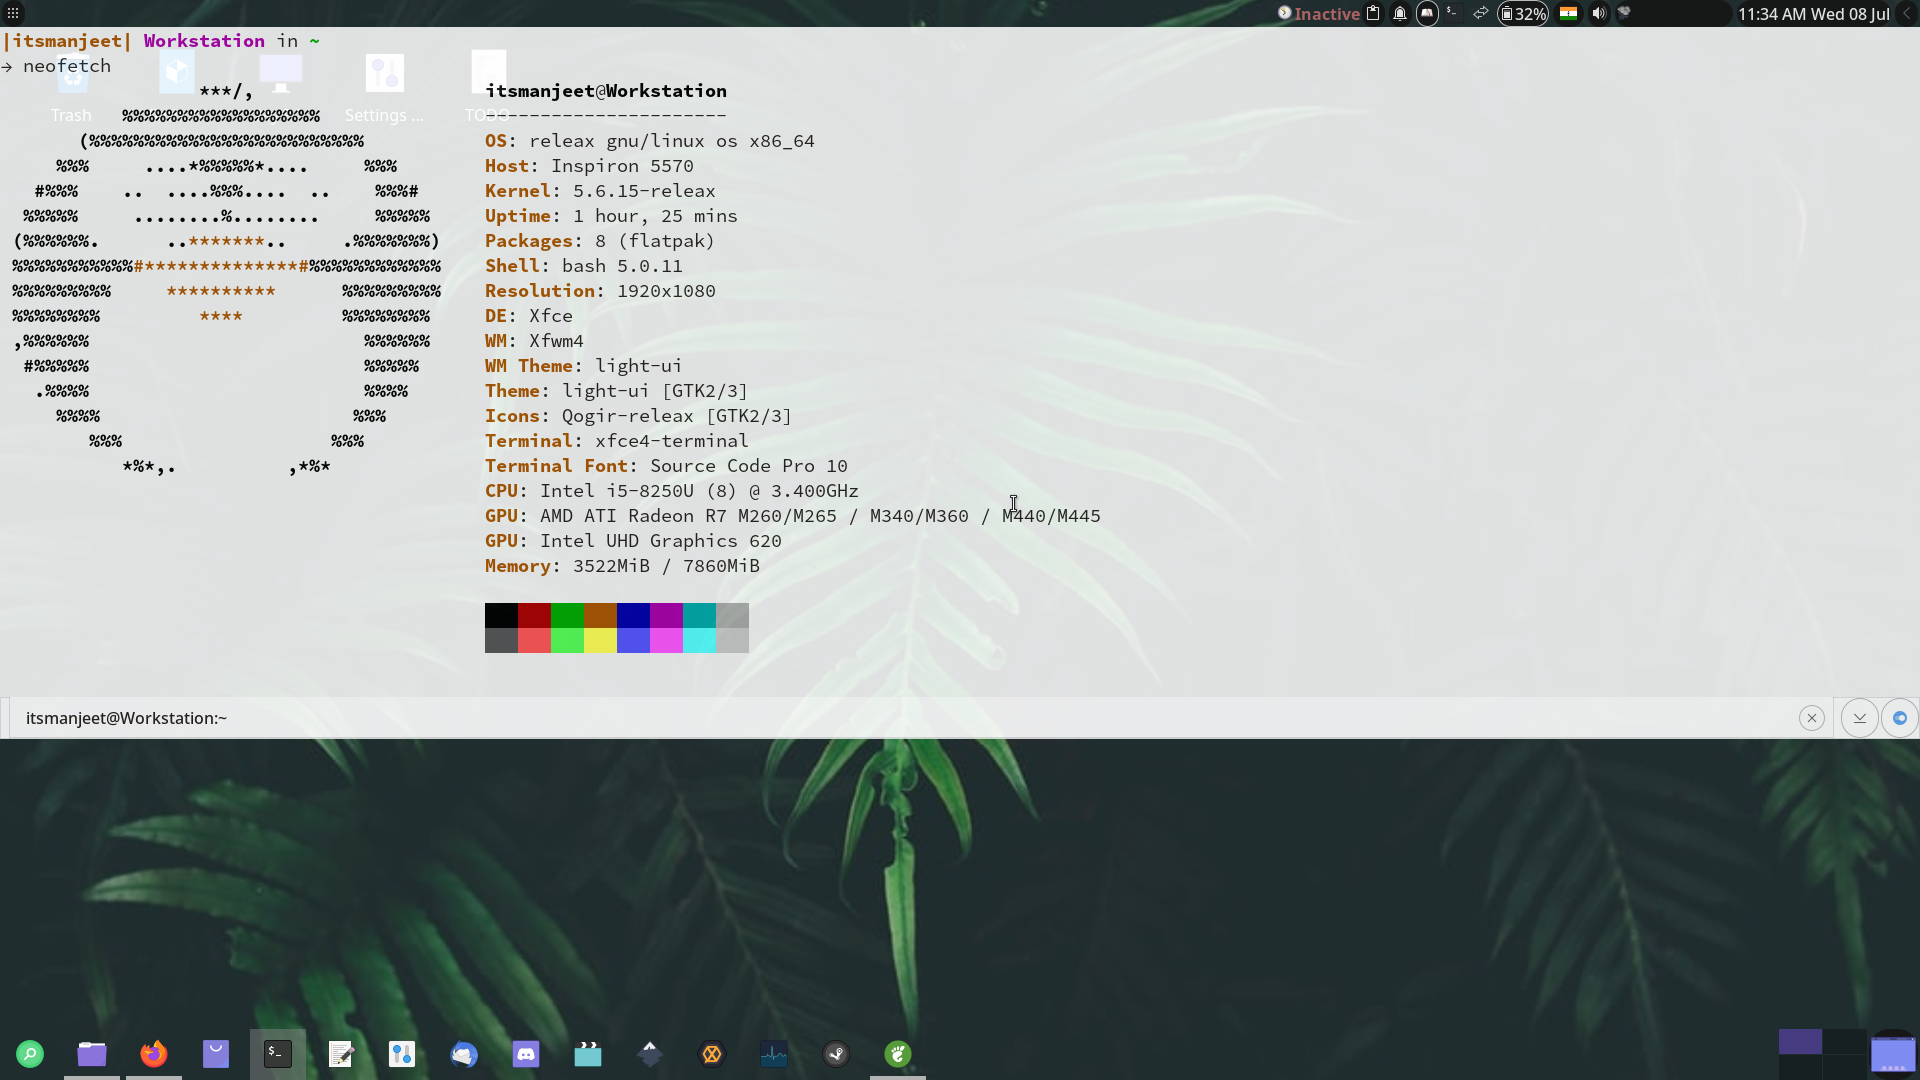 Inactive
32%
11:34 AM Wed 08 Jul
|itsmanjeet| Workstation in ~
→ neofetch
Trash
Settings ...
TODO
***/,
%%%%%%%%%%%%%%%%%%
(%%%%%%%%%%%%%%%%%%%%%%%%%
%%%     ....*%%%%%*....     %%%
#%%%    ..  ....%%%....  ..    %%%#
%%%%%     ........%........     %%%%%
(%%%%%%.      ..*******..     .%%%%%%%)
%%%%%%%%%%%#**************#%%%%%%%%%%%%
%%%%%%%%%     **********      %%%%%%%%%
%%%%%%%%         ****         %%%%%%%%
,%%%%%%                         %%%%%%
#%%%%%                         %%%%%
.%%%%                         %%%%
%%%%                       %%%
%%%                   %%%
*%*,.          ,*%*
itsmanjeet@Workstation
----------------------
OS: releax gnu/linux os x86_64
Host: Inspiron 5570
Kernel: 5.6.15-releax
Uptime: 1 hour, 25 mins
Packages: 8 (flatpak)
Shell: bash 5.0.11
Resolution: 1920x1080
DE: Xfce
WM: Xfwm4
WM Theme: light-ui
Theme: light-ui [GTK2/3]
Icons: Qogir-releax [GTK2/3]
Terminal: xfce4-terminal
Terminal Font: Source Code Pro 10
CPU: Intel i5-8250U (8) @ 3.400GHz
GPU: AMD ATI Radeon R7 M260/M265 / M340/M360 / M440/M445
GPU: Intel UHD Graphics 620
Memory: 3522MiB / 7860MiB
itsmanjeet@Workstation:~